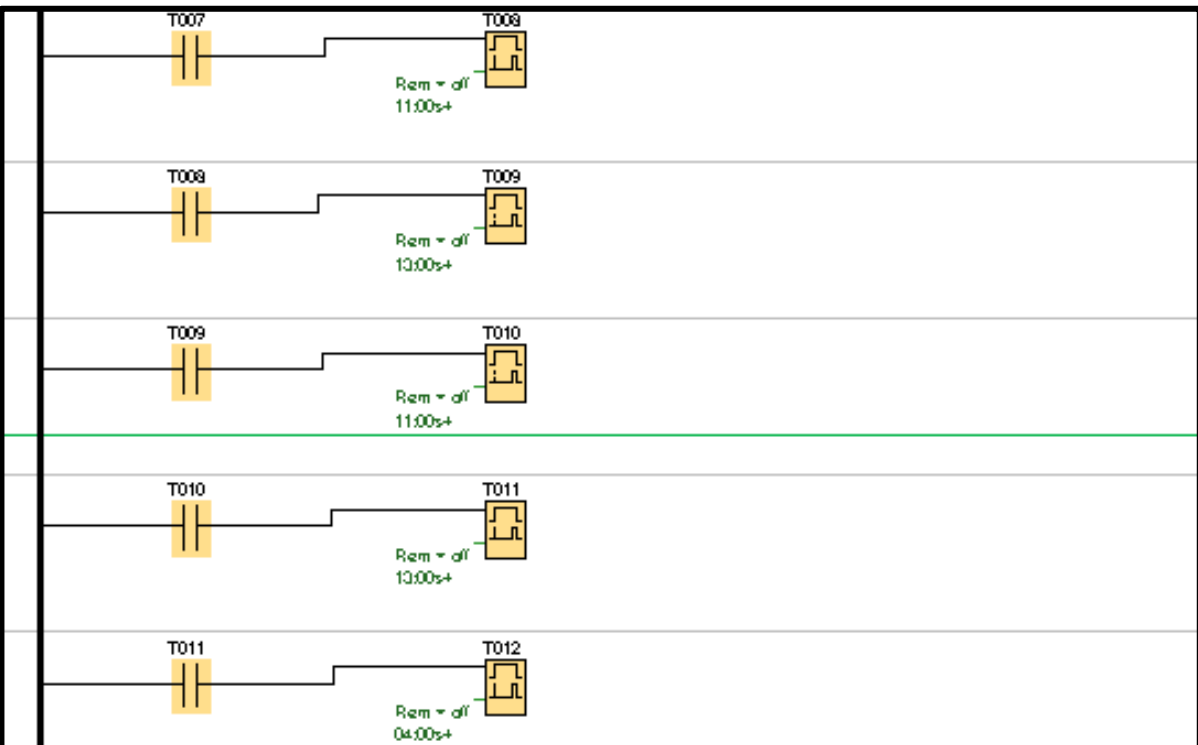 T007 T008
Rem = off
11:00s+
T008 T009
Rem = off
13:00s+
T009 T010
Rem = off
11:00s+
T010 T011
Rem = off
13:00s+
T011 T012
Rem = off
04:00s+